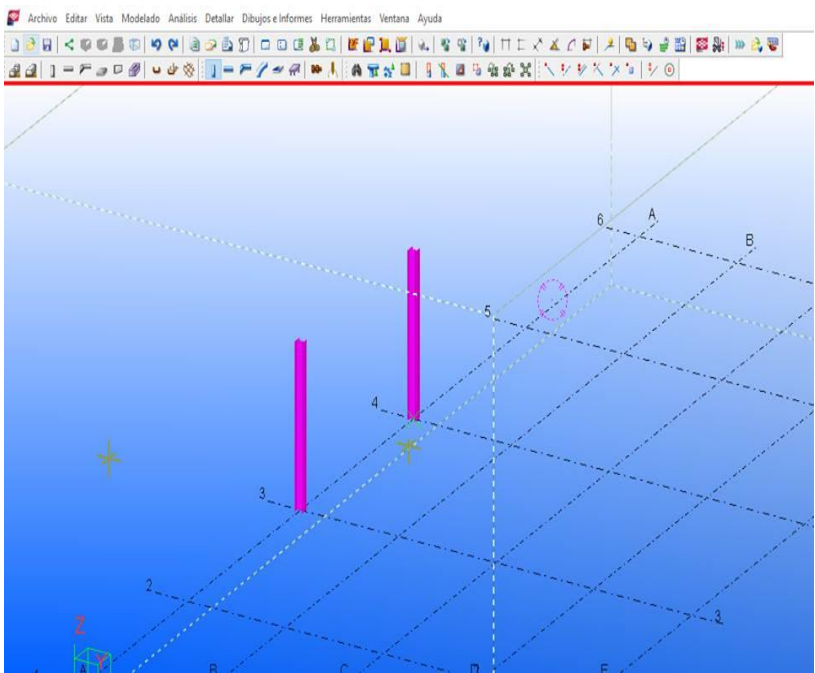 Archivo Editar Vista Modelado Análisis Detallar Dibujos e Informes Herramientas Ventana Ayuda
6 A
B
5
4
3
2
3
Z
Y A B C D E